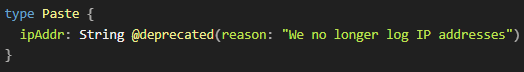 type Paste {
  ipAddr: String @deprecated(reason: "We no longer log IP addresses")
}